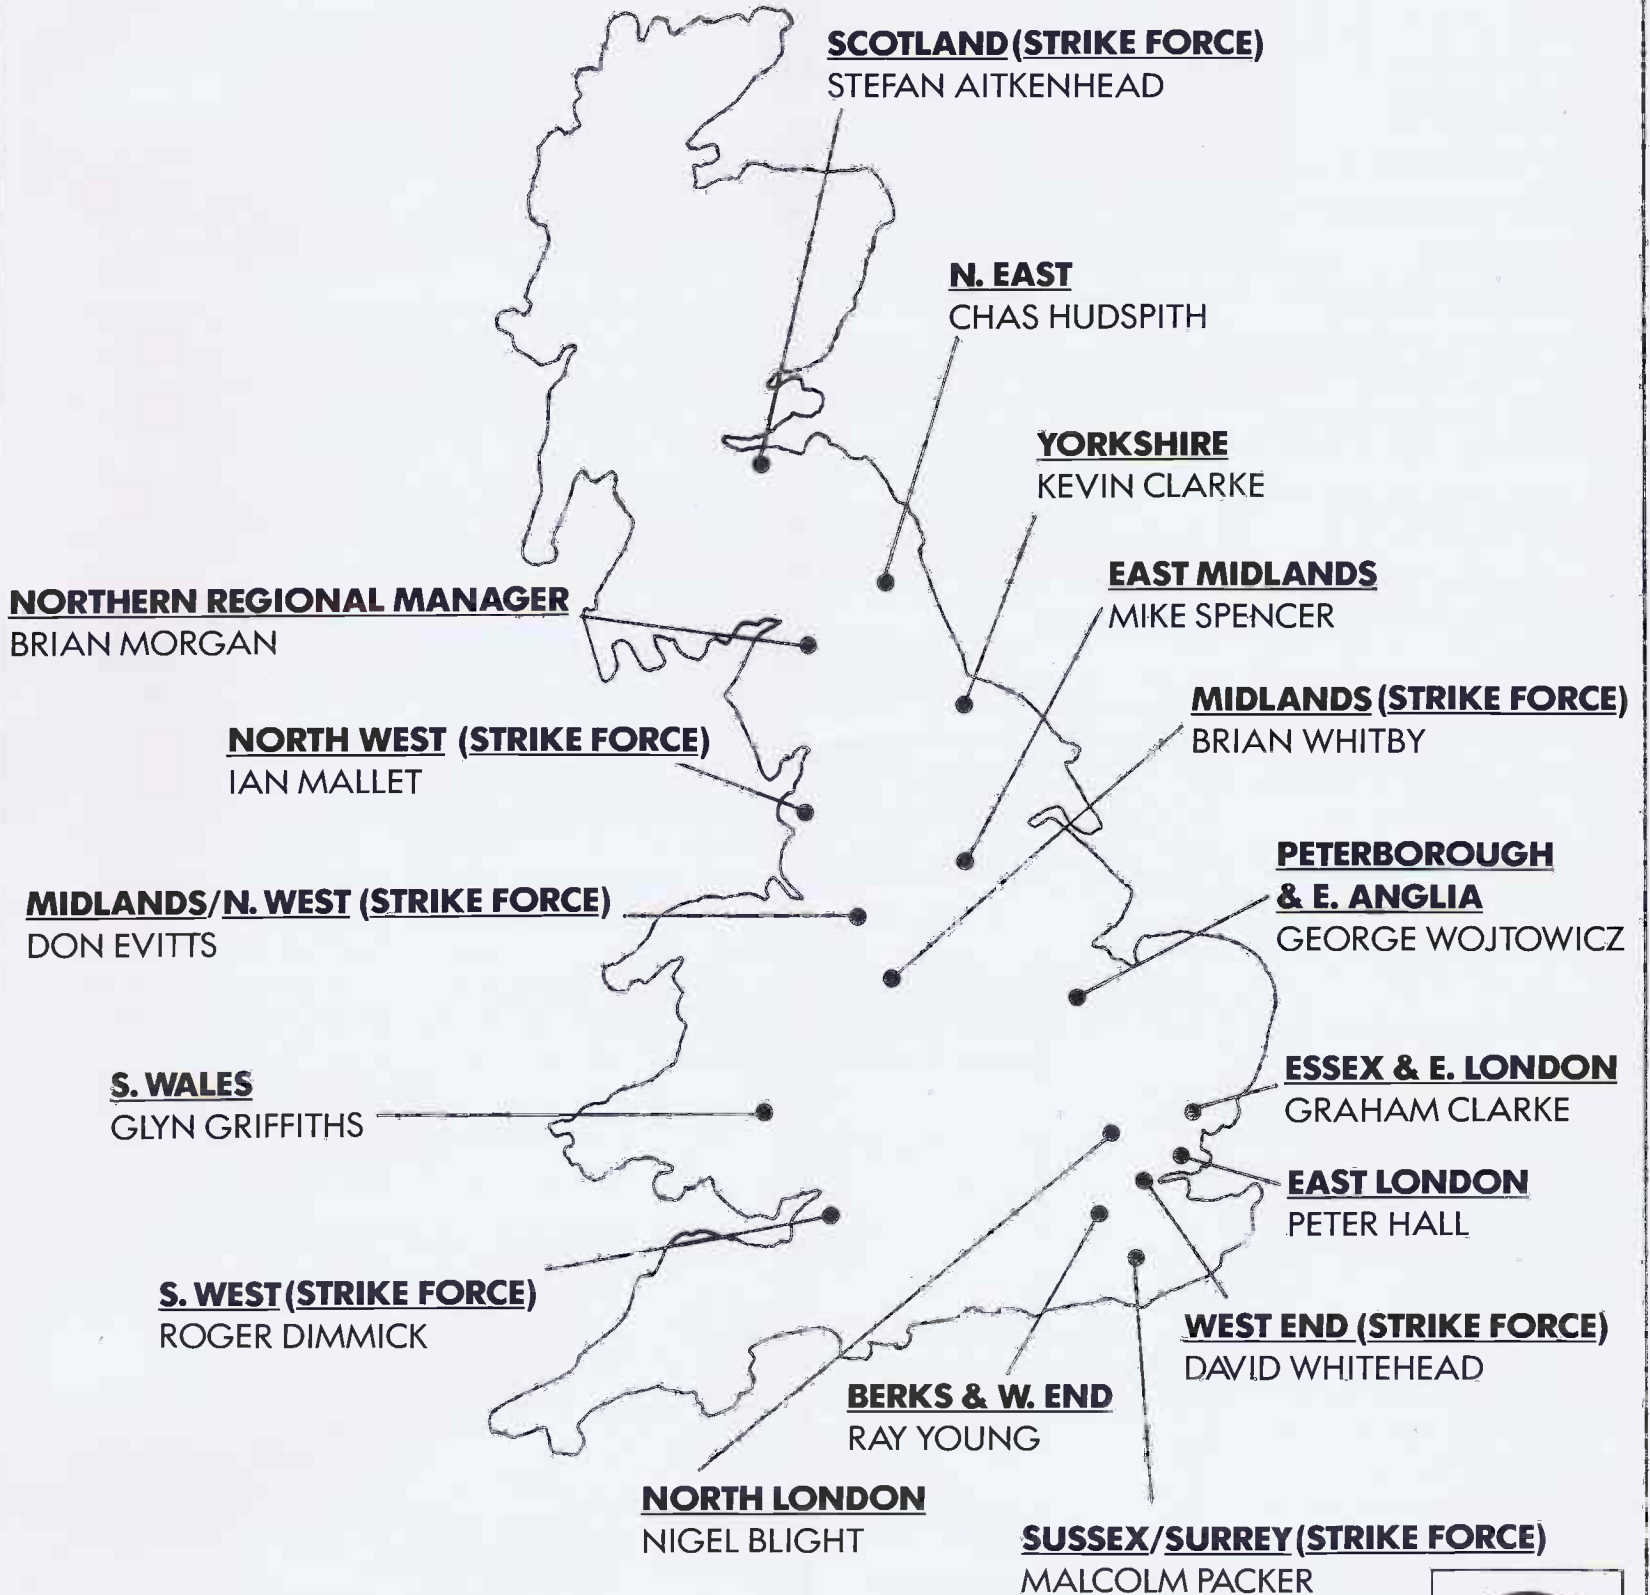 SCOTLAND (STRIKE FORCE)
STEFAN AITKENHEAD
N. EAST
CHAS HUDSPITH
YORKSHIRE
KEVIN CLARKE
EAST MIDLANDS
MIKE SPENCER
NORTHERN REGIONAL MANAGER
BRIAN MORGAN
MIDLANDS (STRIKE FORCE)
BRIAN WHITBY
NORTH WEST (STRIKE FORCE)
IAN MALLET
PETERBOROUGH
& E. ANGLIA
GEORGE WOJTOWICZ
MIDLANDS/N. WEST (STRIKE FORCE)
DON EVITTS
ESSEX & E. LONDON
GRAHAM CLARKE
S. WALES
GLYN GRIFFITHS
EAST LONDON
PETER HALL
S. WEST (STRIKE FORCE)
ROGER DIMMICK
WEST END (STRIKE FORCE)
DAVID WHITEHEAD
BERKS & W. END
RAY YOUNG
NORTH LONDON
NIGEL BLIGHT
SUSSEX/SURREY (STRIKE FORCE)
MALCOLM PACKER